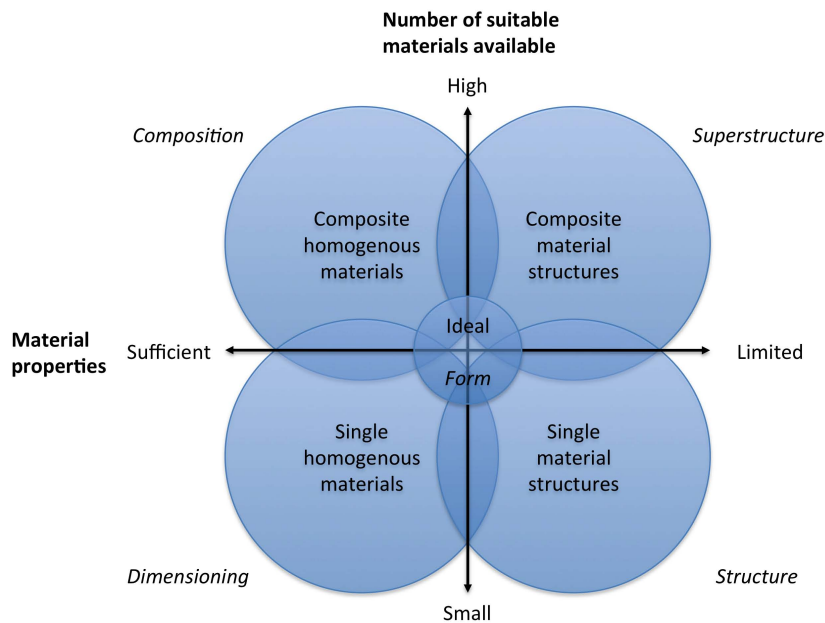 Number of suitable
materials available
High
Composition
Superstructure
Composite
homogenous
materials
Composite
material
structures
Ideal
Material
properties
Sufficient
Limited
Form
Single
homogenous
materials
Single
material
structures
Dimensioning
Structure
Small